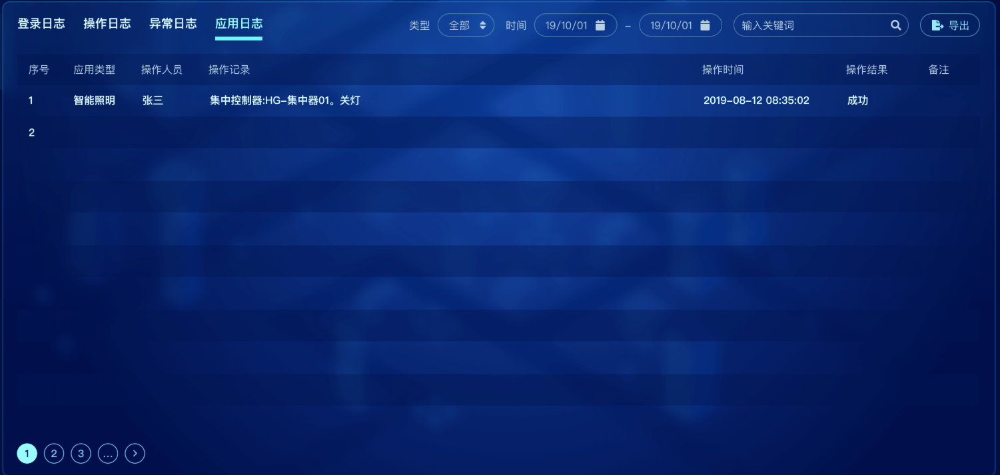 登录日志 操作日志 异常日志 应用日志 类型 全部 时间 19/10/01 – 19/10/01 输入关键词 导出
序号 应用类型 操作人员 操作记录 操作时间 操作结果 备注
1 智能照明 张三 集中控制器:HG-集中器01。关灯 2019-08-12 08:35:02 成功
2
1 2 3 ... >